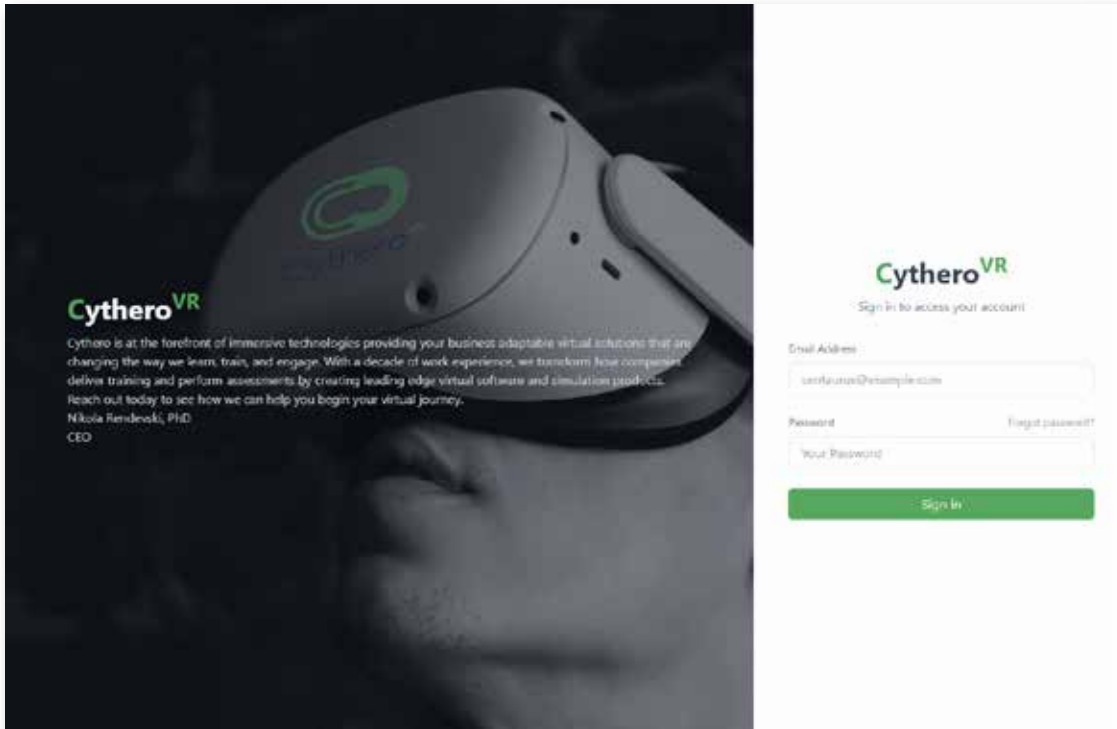 Cythero
CytheroVR
Cythero is at the forefront of immersive technologies providing your business adaptable virtual solutions that are
changing the way we learn, train, and engage. With a decade of work experience, we transform how companies
deliver training and perform assessments by creating leading edge virtual software and simulation products.
Reach out today to see how we can help you begin your virtual journey.
Nikola Rendevski, PhD
CEO
CytheroVR
Sign in to access your account
Email Address
Password
Forgot password?
Your Password
Sign in